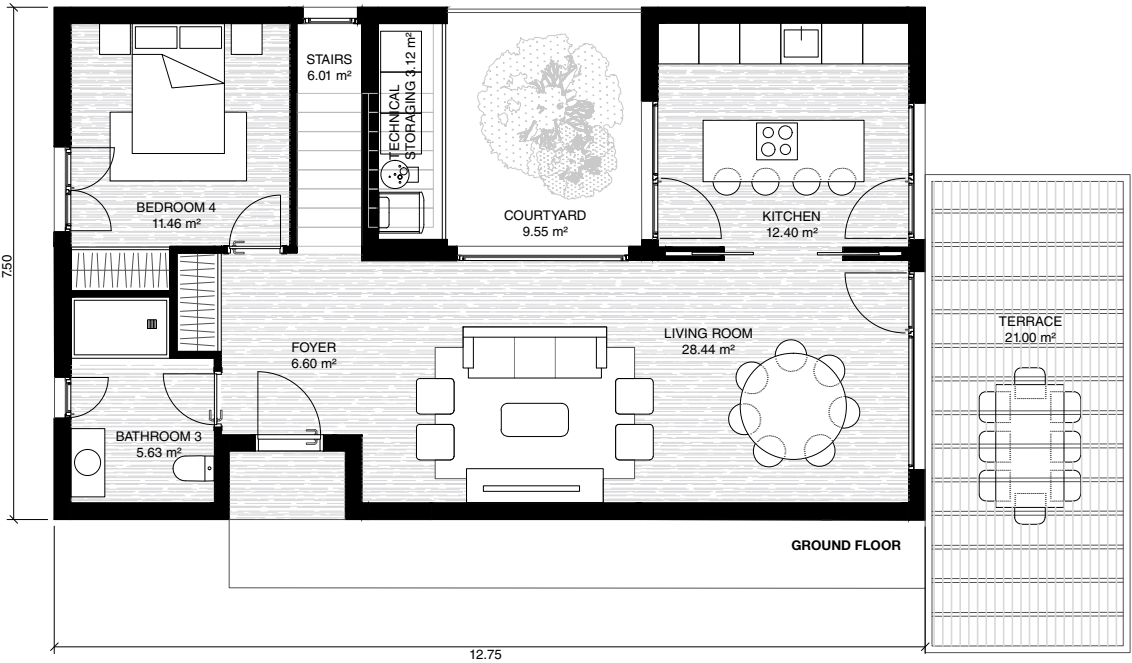 STAIRS
6.01 m²
TECHNICAL
STORAGING 3.12 m²
BEDROOM 4
11.46 m²
COURTYARD
9.55 m²
KITCHEN
12.40 m²
7.50
FOYER
6.60 m²
LIVING ROOM
28.44 m²
TERRACE
21.00 m²
BATHROOM 3
5.63 m²
GROUND FLOOR
12.75